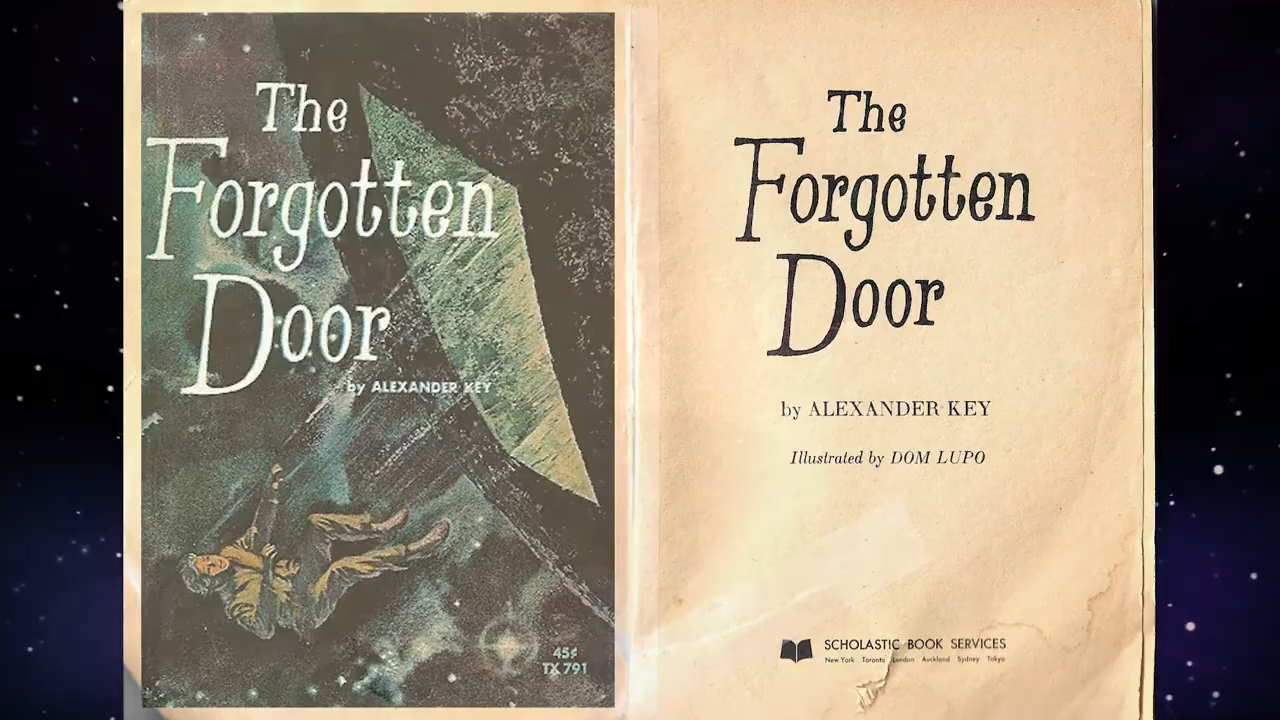 The
Forgotten
Door
by ALEXANDER KEY
45¢
TX 791
The
Forgotten
Door
by ALEXANDER KEY
Illustrated by DOM LUPO
SCHOLASTIC BOOK SERVICES
New York Toronto London Auckland Sydney Tokyo